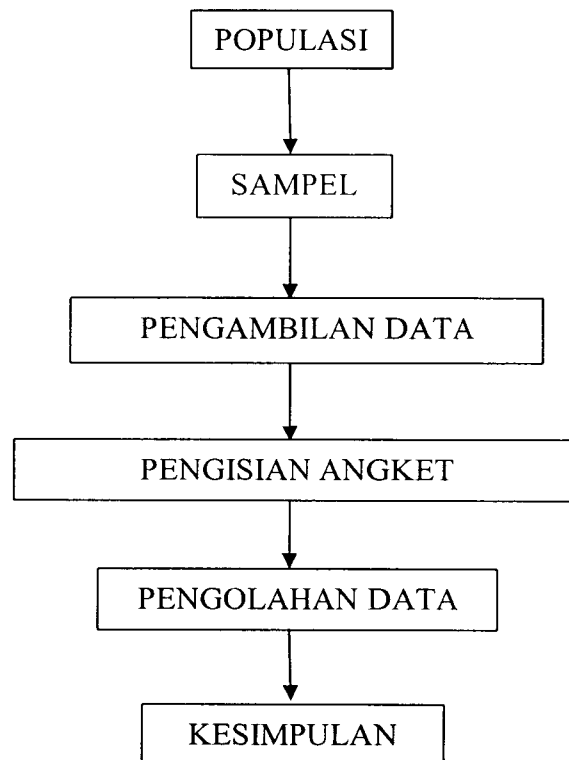 POPULASI
SAMPEL
PENGAMBILAN DATA
PENGISIAN ANGKET
PENGOLAHAN DATA
KESIMPULAN